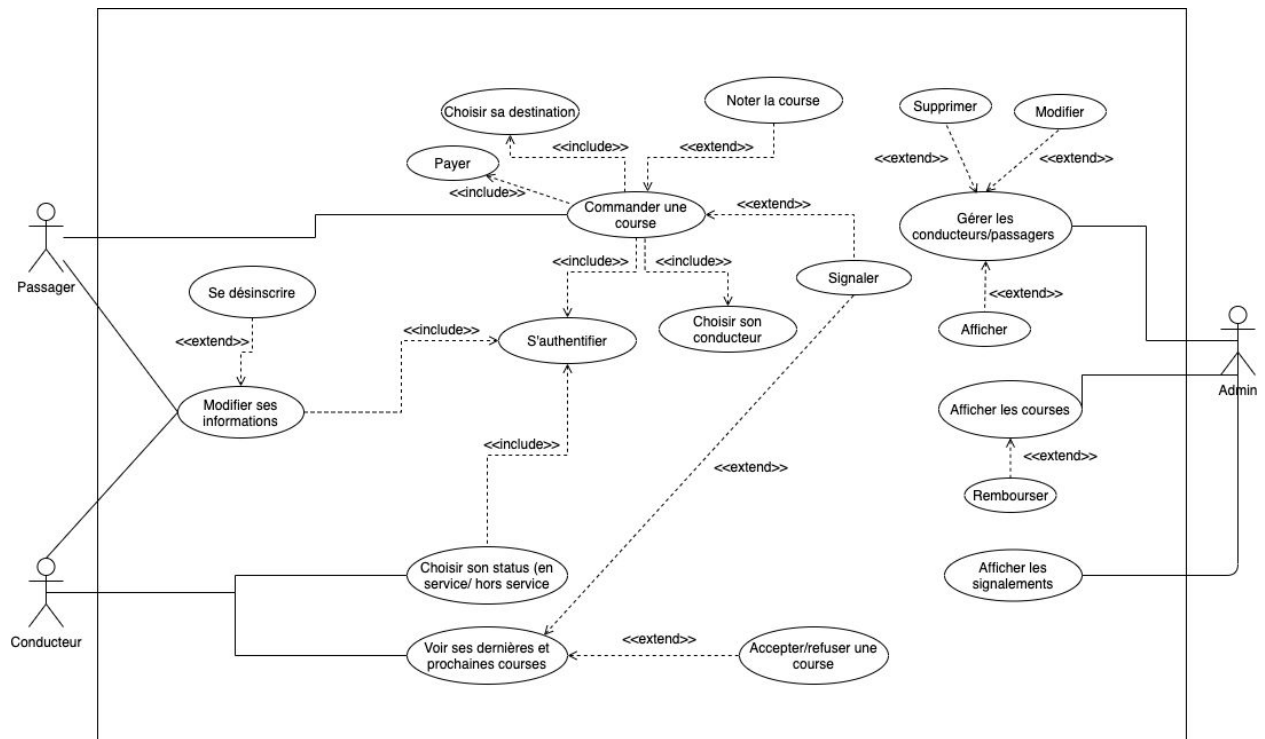 Noter la course
Supprimer
Modifier
Choisir sa destination
<<include>>
<<extend>>
<<extend>>
<<extend>>
Payer
<<include>>
Commander une
course
<<extend>>
Gérer les
conducteurs/passagers
Passager
<<include>>
<<include>>
Signaler
Se désinscrire
<<extend>>
<<extend>>
Choisir son
conducteur
Afficher
<<include>>
S'authentifier
Admin
Modifier ses
informations
Afficher les courses
<<include>>
<<extend>>
<<extend>>
Rembourser
Choisir son status (en
service/ hors service
Afficher les
signalements
Conducteur
<<extend>>
Voir ses dernières et
prochaines courses
Accepter/refuser une
course